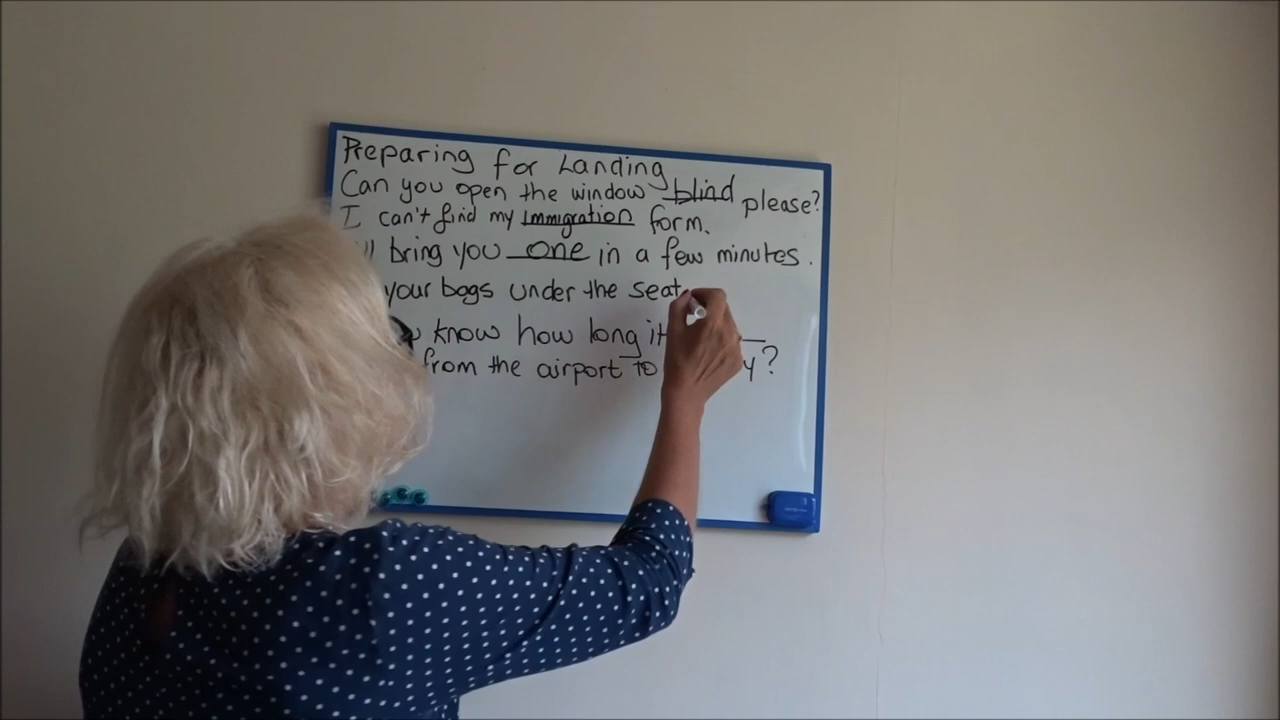 Preparing for Landing
Can you open the window blind please?
I can't find my immigration form.
bring you one in a few minutes.
your bags under the seat
know how long it
from the airport to